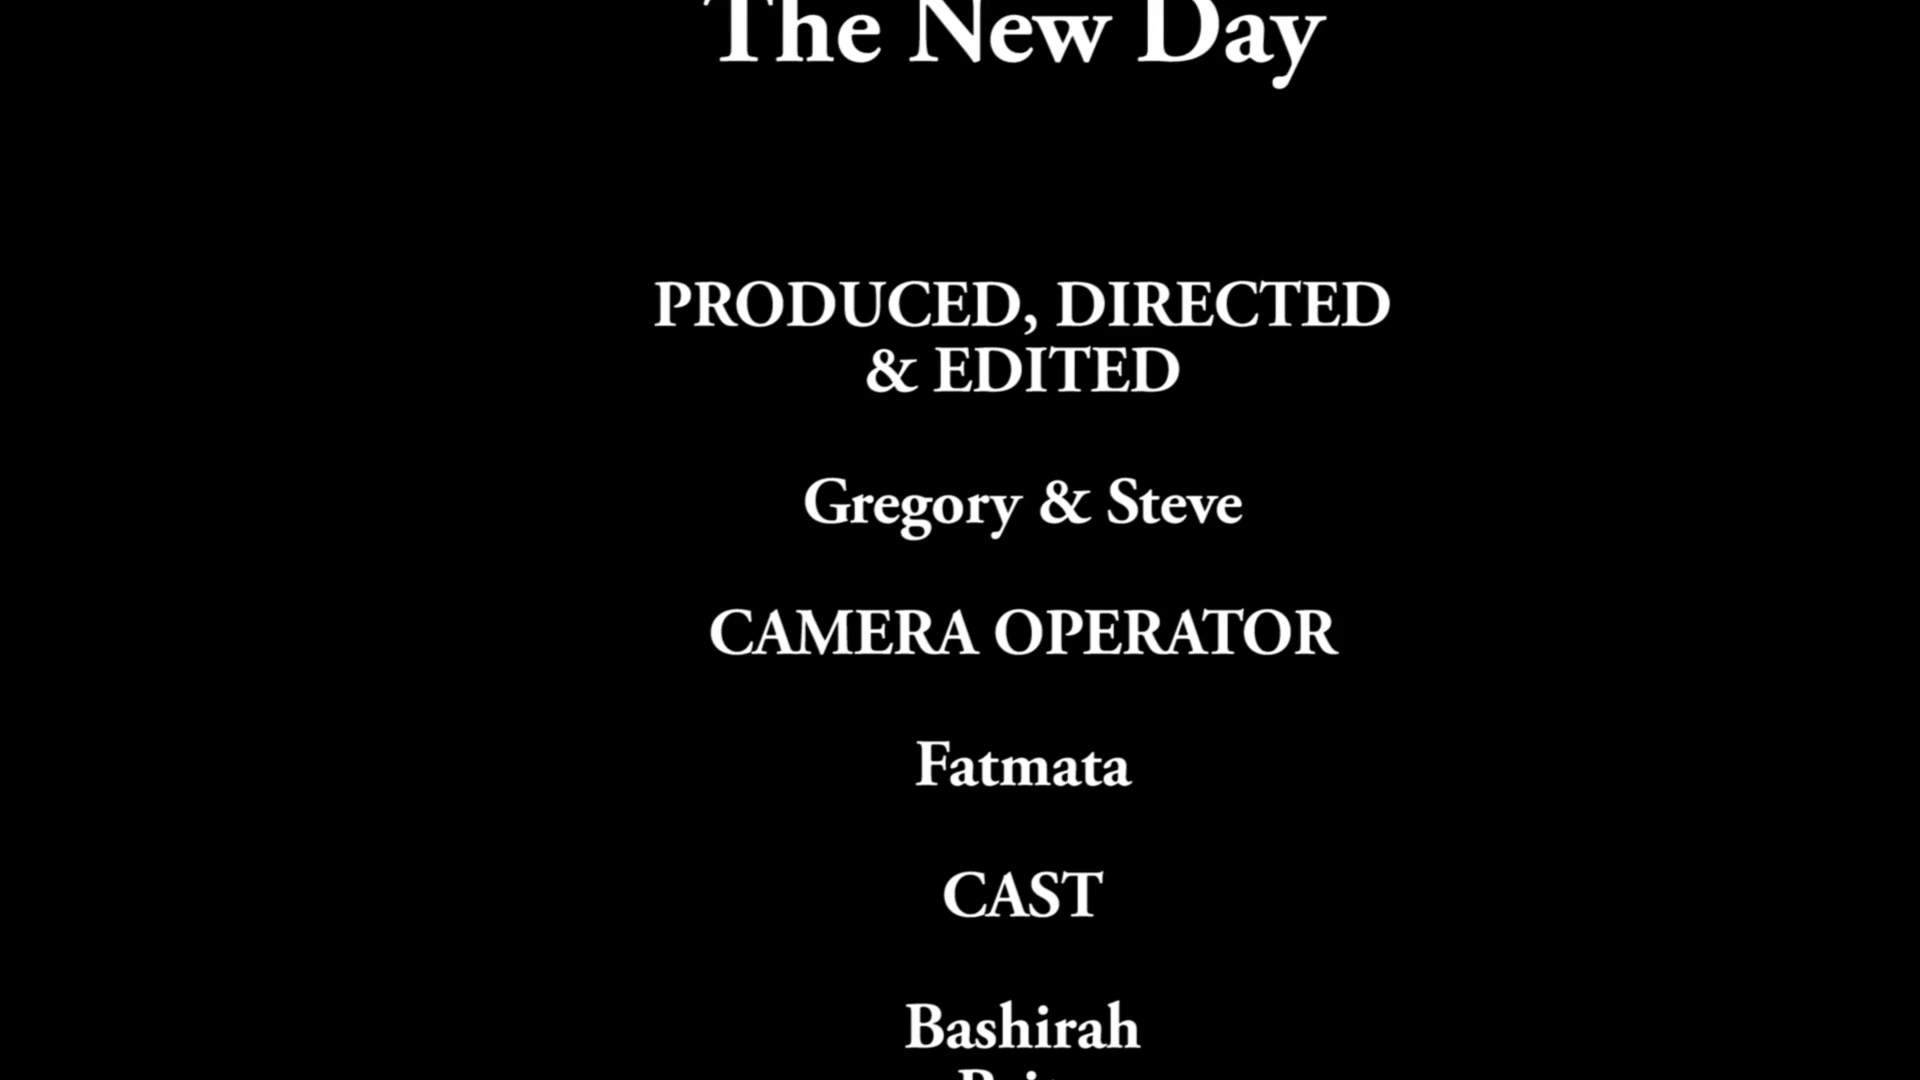 The New Day
PRODUCED, DIRECTED
& EDITED
Gregory & Steve
CAMERA OPERATOR
Fatmata
CAST
Bashirah